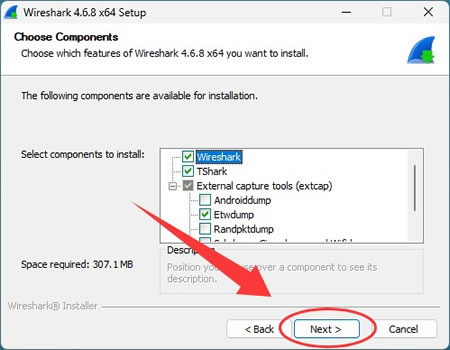 Wireshark 4.6.8 x64 Setup
Choose Components
Choose which features of Wireshark 4.6.8 x64 you want to install.
The following components are available for installation.
Select components to install:
Wireshark
TShark
External capture tools (extcap)
Androiddump
Etwdump
Randpktdump
Description
Space required: 307.1 MB
Position your mouse over a component to see its
description.
Wireshark® Installer
< Back
Next >
Cancel